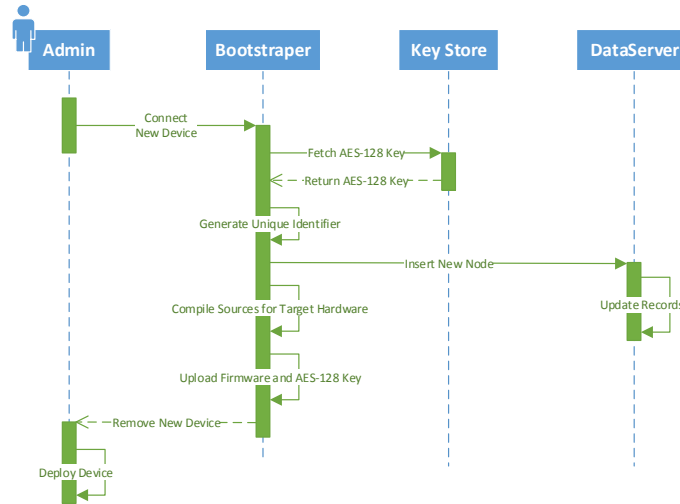 Admin
Bootstraper
Key Store
DataServer
Connect
New Device
Fetch AES-128 Key
Return AES-128 Key
Generate Unique Identifier
Insert New Node
Compile Sources for Target Hardware
Update Records
Upload Firmware and AES-128 Key
Remove New Device
Deploy Device